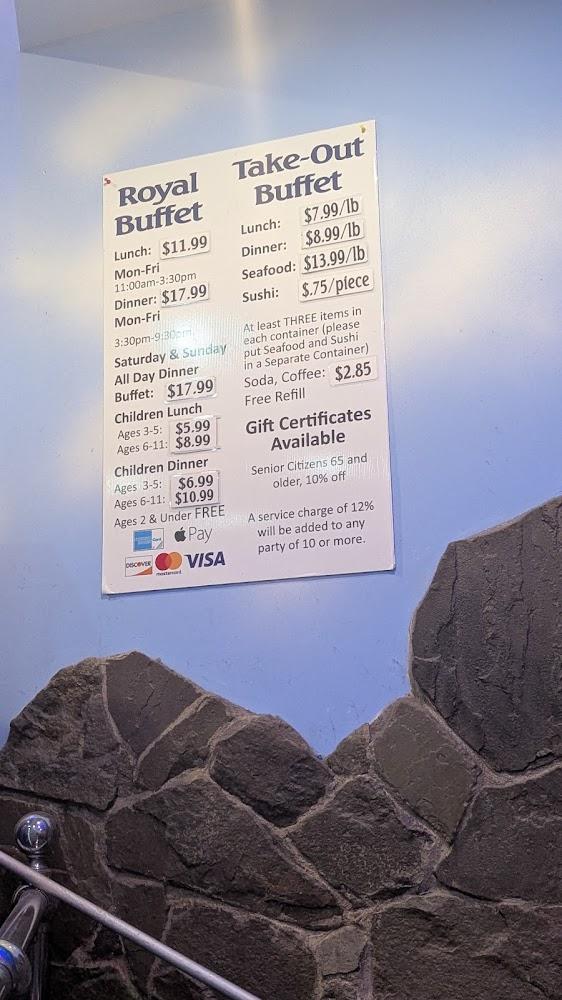 Royal
Buffet
Lunch: $11.99
Mon-Fri
11:00am-3:30pm
Dinner: $17.99
Mon-Fri
3:30pm-9:30pm
Saturday & Sunday
All Day Dinner
Buffet: $17.99
Children Lunch
Ages 3-5: $5.99
Ages 6-11: $8.99
Children Dinner
Ages 3-5: $6.99
Ages 6-11: $10.99
Ages 2 & Under FREE
Pay
DISCOVER mastercard VISA
Take-Out
Buffet
Lunch: $7.99/lb
Dinner: $8.99/lb
Seafood: $13.99/lb
Sushi: $.75/piece
At least THREE items in
each container (please
put Seafood and Sushi
in a Separate Container)
Soda, Coffee: $2.85
Free Refill
Gift Certificates
Available
Senior Citizens 65 and
older, 10% off
A service charge of 12%
will be added to any
party of 10 or more.